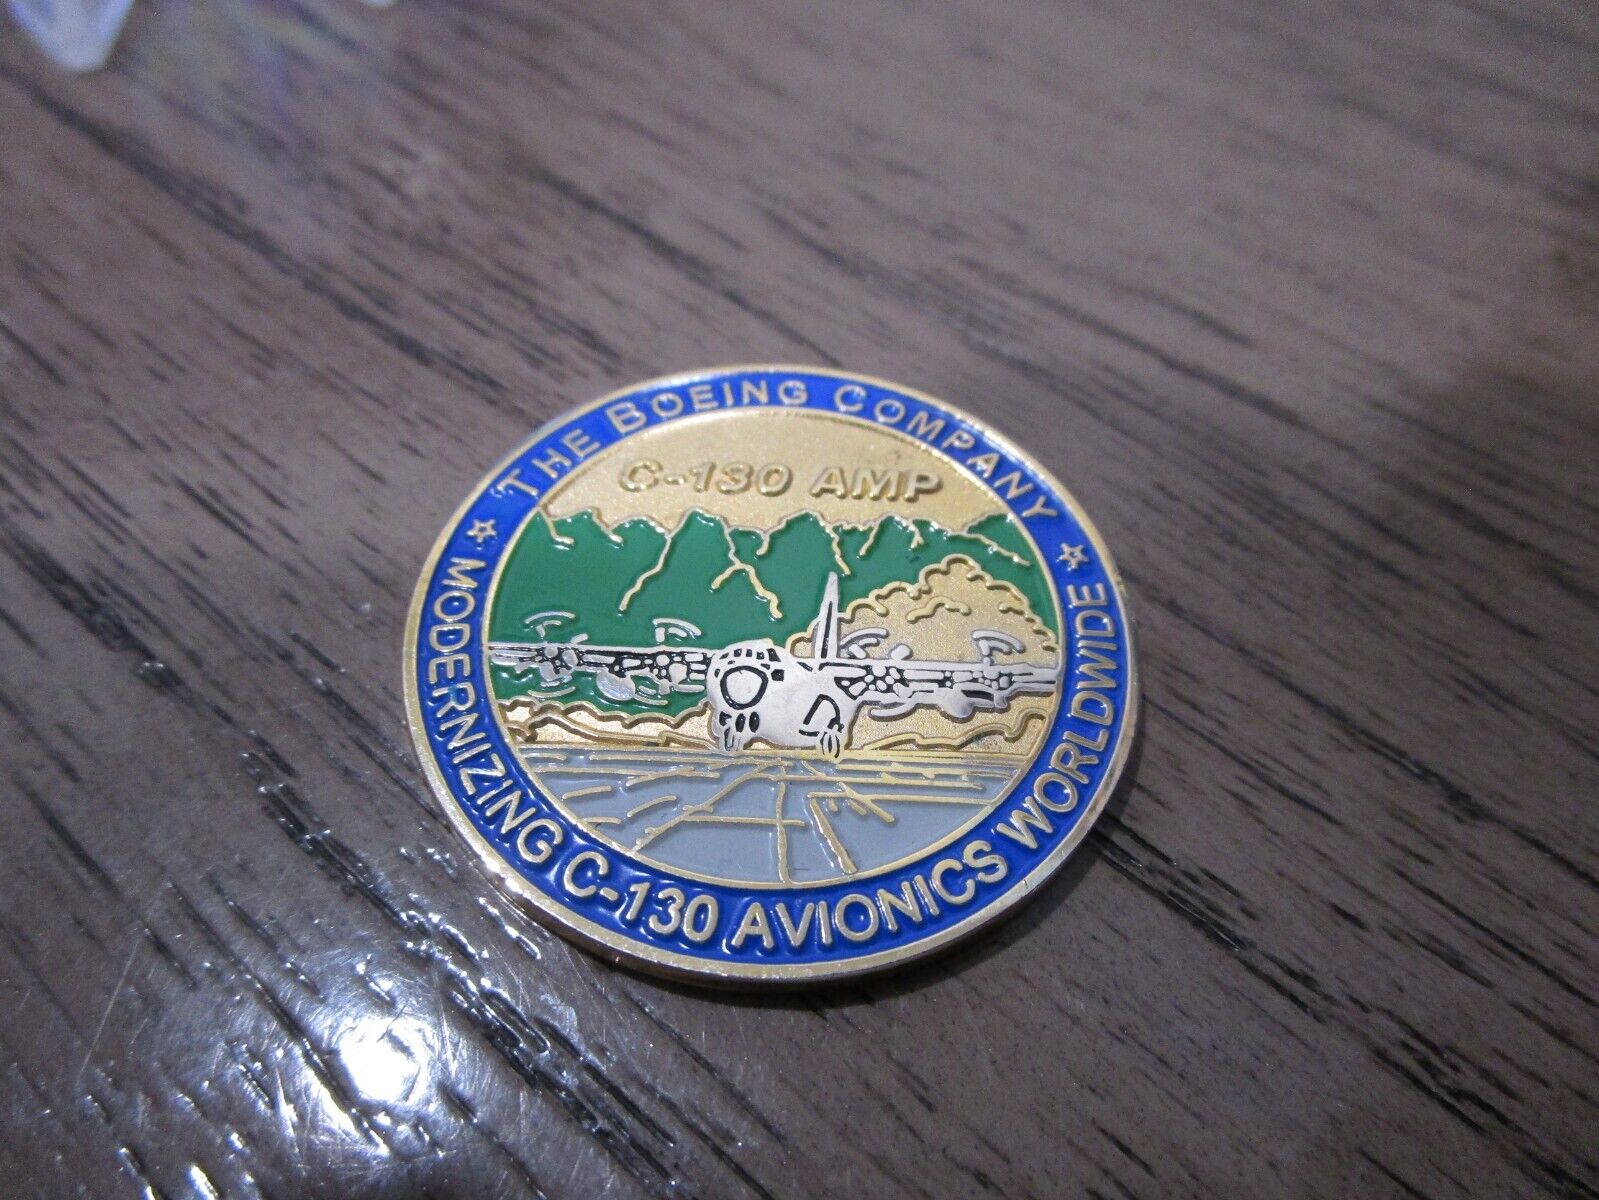 THE BOEING COMPANY
C-130 AMP
MODERNIZING C-130 AVIONICS WORLDWIDE